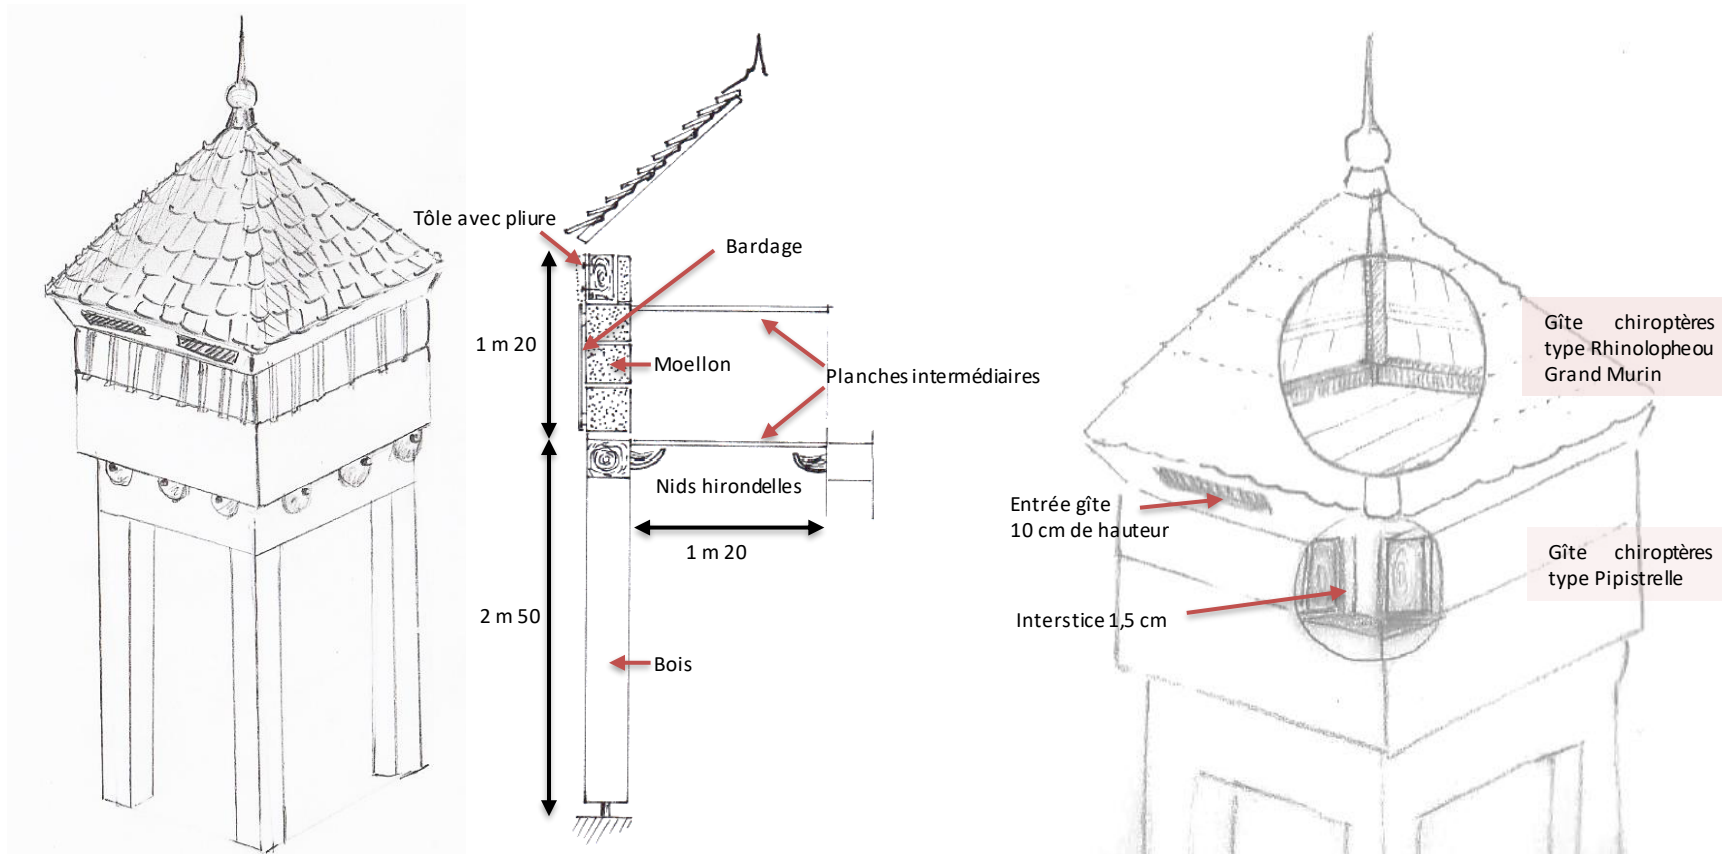 Tôle avec pliure
Bardage
1 m 20
Moellon
Planches intermédiaires
Nids hirondelles
1 m 20
2 m 50
Bois
Gîte chiroptères
type Rhinolopheou
Grand Murin
Entrée gîte
10 cm de hauteur
Gîte chiroptères
type Pipistrelle
Interstice 1,5 cm